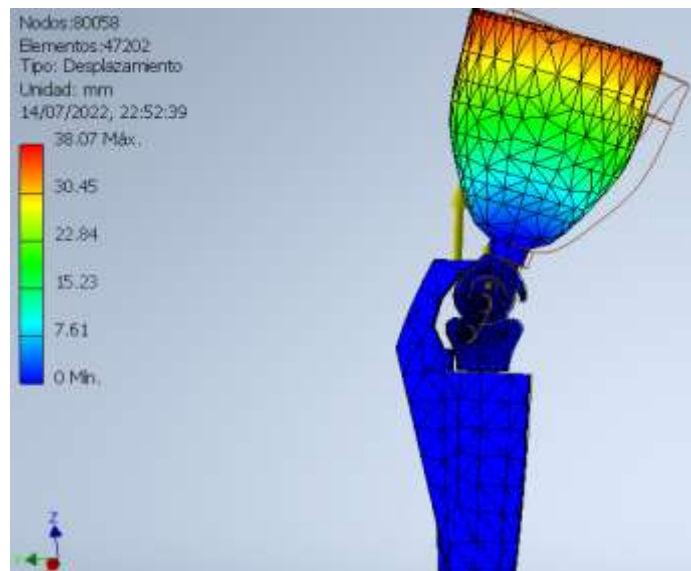 Nodos:80058
Elementos:47202
Tipo: Desplazamiento
Unidad: mm
14/07/2022, 22:52:39
38.07 Máx.
30.45
22.84
15.23
7.61
0 Mín.
Z